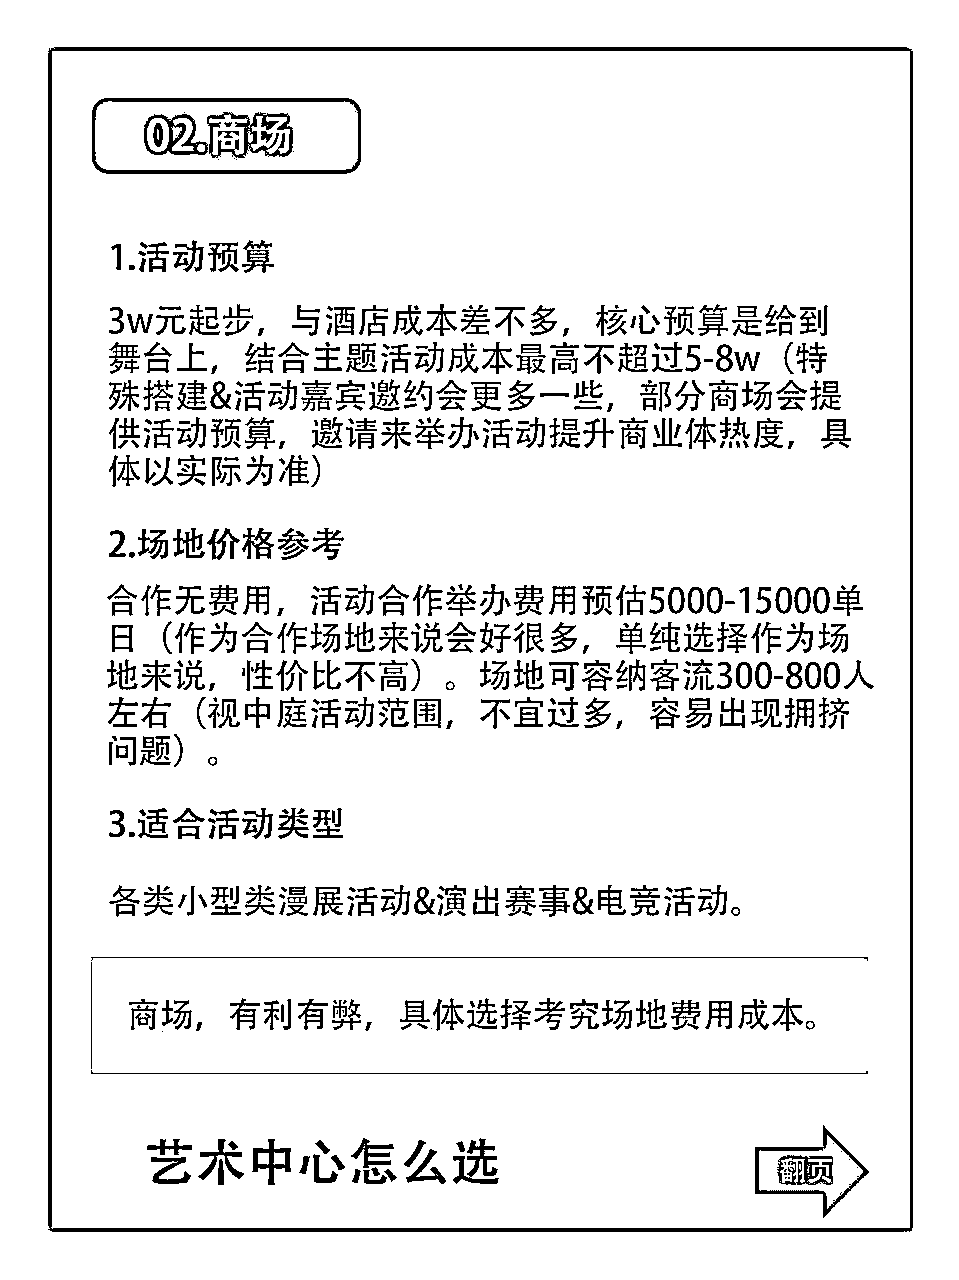 02.商场
1.活动预算
3w元起步，与酒店成本差不多，核心预算是给到
舞台上，结合主题活动成本最高不超过5-8w（特
殊搭建&活动嘉宾邀约会更多一些，部分商场会提
供活动预算，邀请来举办活动提升商业体热度，具
体以实际为准）
2.场地价格参考
合作无费用，活动合作举办费用预估5000-15000单
日（作为合作场地来说会好很多，单纯选择作为场
地来说，性价比不高）。场地可容纳客流300-800人
左右（视中庭活动范围，不宜过多，容易出现拥挤
问题）。
3.适合活动类型
各类小型类漫展活动&演出赛事&电竞活动。
商场，有利有弊，具体选择考究场地费用成本。
艺术中心怎么选
翻页